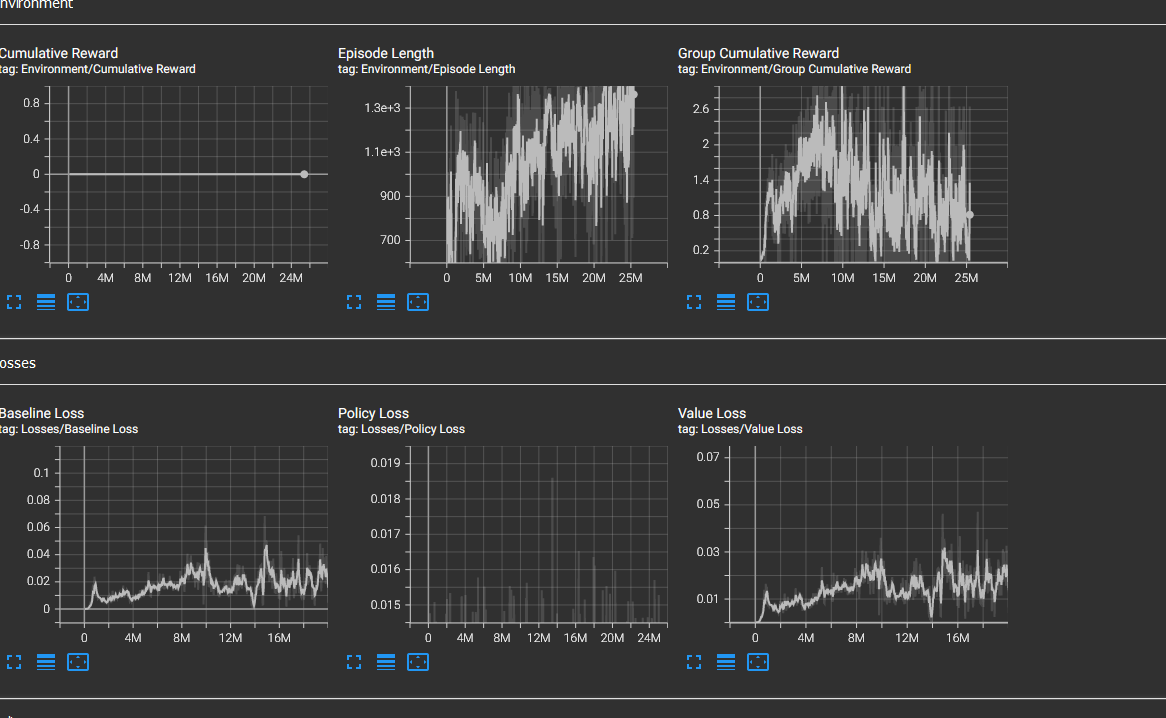 nvironment
Cumulative Reward
tag: Environment/Cumulative Reward
0.8
0.4
0
-0.4
-0.8
0 4M 8M 12M 16M 20M 24M
Episode Length
tag: Environment/Episode Length
1.3e+3
1.1e+3
900
700
0 5M 10M 15M 20M 25M
Group Cumulative Reward
tag: Environment/Group Cumulative Reward
2.6
2
1.4
0.8
0.2
0 5M 10M 15M 20M 25M
osses
Baseline Loss
tag: Losses/Baseline Loss
0.1
0.08
0.06
0.04
0.02
0
0 4M 8M 12M 16M
Policy Loss
tag: Losses/Policy Loss
0.019
0.018
0.017
0.016
0.015
0 4M 8M 12M 16M 20M 24M
Value Loss
tag: Losses/Value Loss
0.07
0.05
0.03
0.01
0 4M 8M 12M 16M